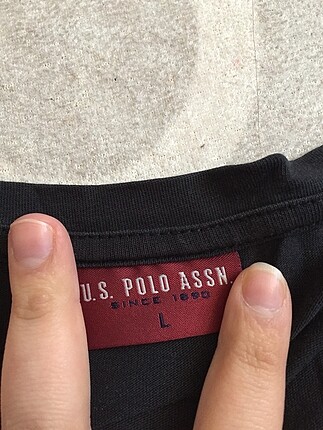 U.S. POLO ASSN.
SINCE 1890
L